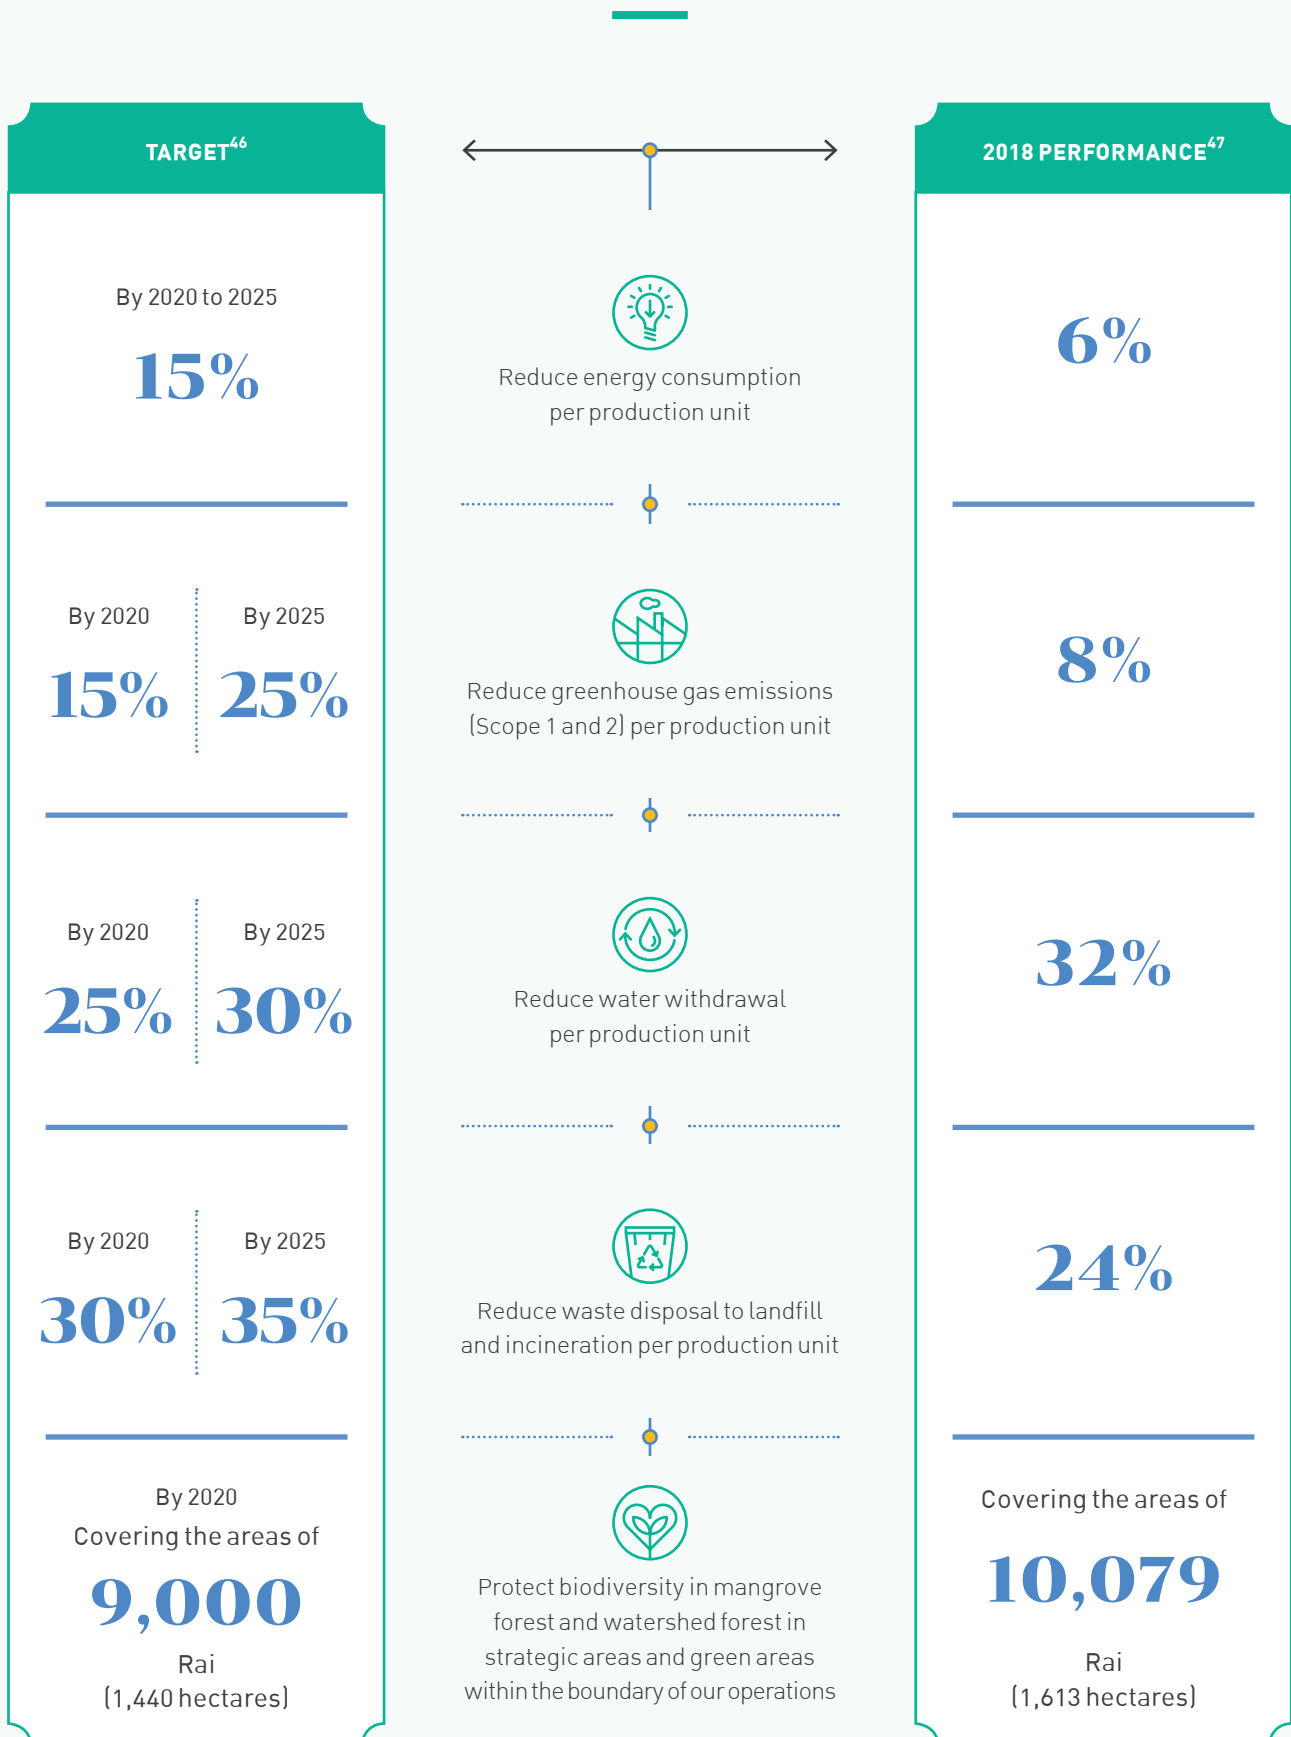 TARGET46
2018 PERFORMANCE47
By 2020 to 2025
15%
Reduce energy consumption
per production unit
6%
By 2020
15%
By 2025
25%
Reduce greenhouse gas emissions
(Scope 1 and 2) per production unit
8%
By 2020
25%
By 2025
30%
Reduce water withdrawal
per production unit
32%
By 2020
30%
By 2025
35%
Reduce waste disposal to landfill
and incineration per production unit
24%
By 2020
Covering the areas of
9,000
Rai
(1,440 hectares)
Protect biodiversity in mangrove
forest and watershed forest in
strategic areas and green areas
within the boundary of our operations
Covering the areas of
10,079
Rai
(1,613 hectares)